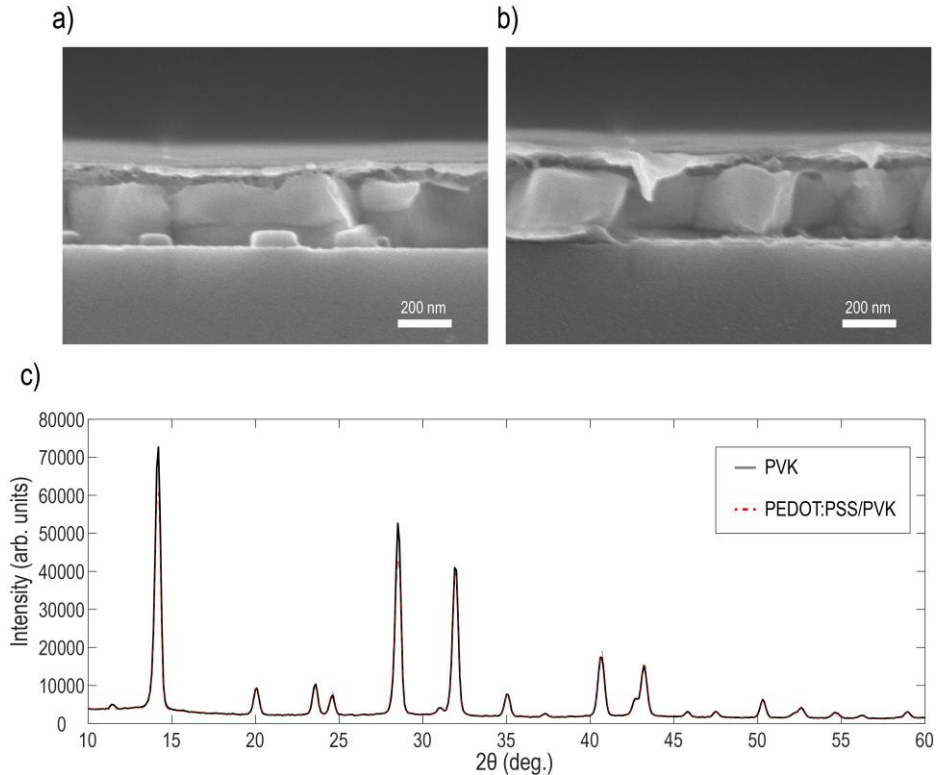 a)
b)
200 nm
200 nm
c)
80000
70000
60000
50000
40000
30000
20000
10000
0
Intensity (arb. units)
PVK
PEDOT:PSS/PVK
10 15 20 25 30 35 40 45 50 55 60
2θ (deg.)